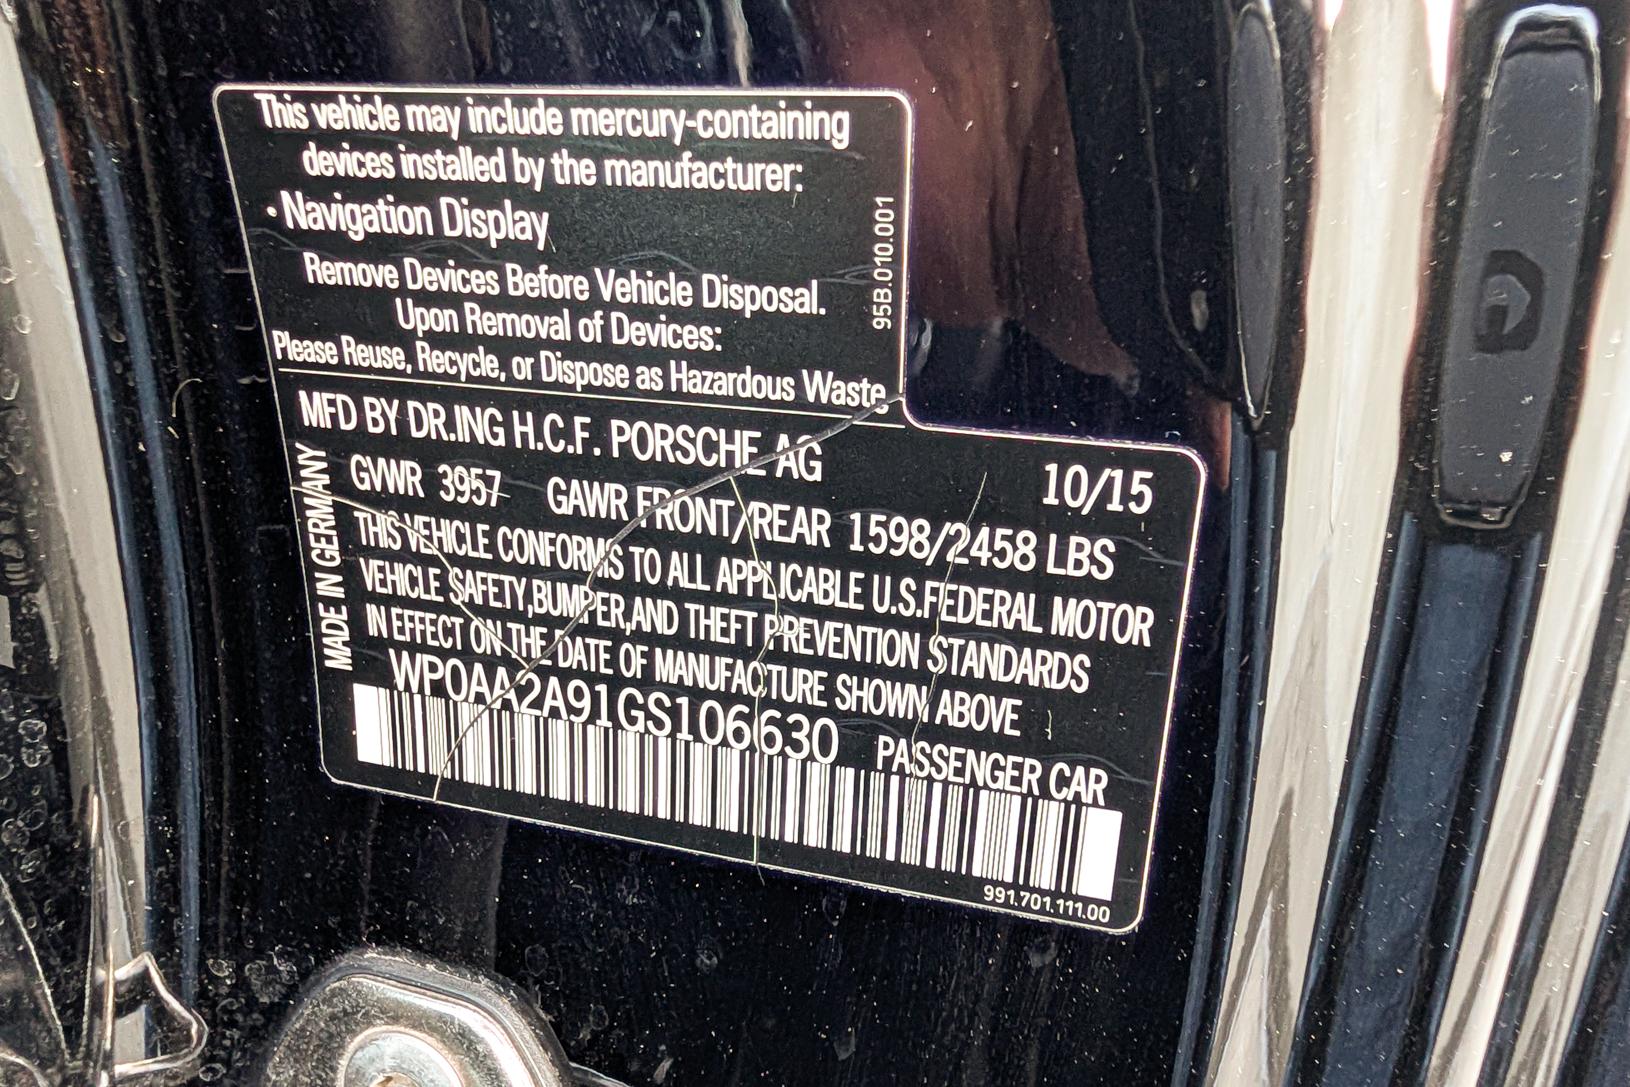 This vehicle may include mercury-containing
devices installed by the manufacturer:
• Navigation Display
Remove Devices Before Vehicle Disposal.
Upon Removal of Devices:
Please Reuse, Recycle, or Dispose as Hazardous Waste
95B.010.001
MFD BY DR.ING H.C.F. PORSCHE AG
10/15
GVWR 3957 GAWR FRONT/REAR 1598/2458 LBS
THIS VEHICLE CONFORMS TO ALL APPLICABLE U.S.FEDERAL MOTOR
VEHICLE SAFETY,BUMPER,AND THEFT PREVENTION STANDARDS
IN EFFECT ON THE DATE OF MANUFACTURE SHOWN ABOVE
MADE IN GERMANY
WP0AA2A91GS106630 PASSENGER CAR
991.701.111.00